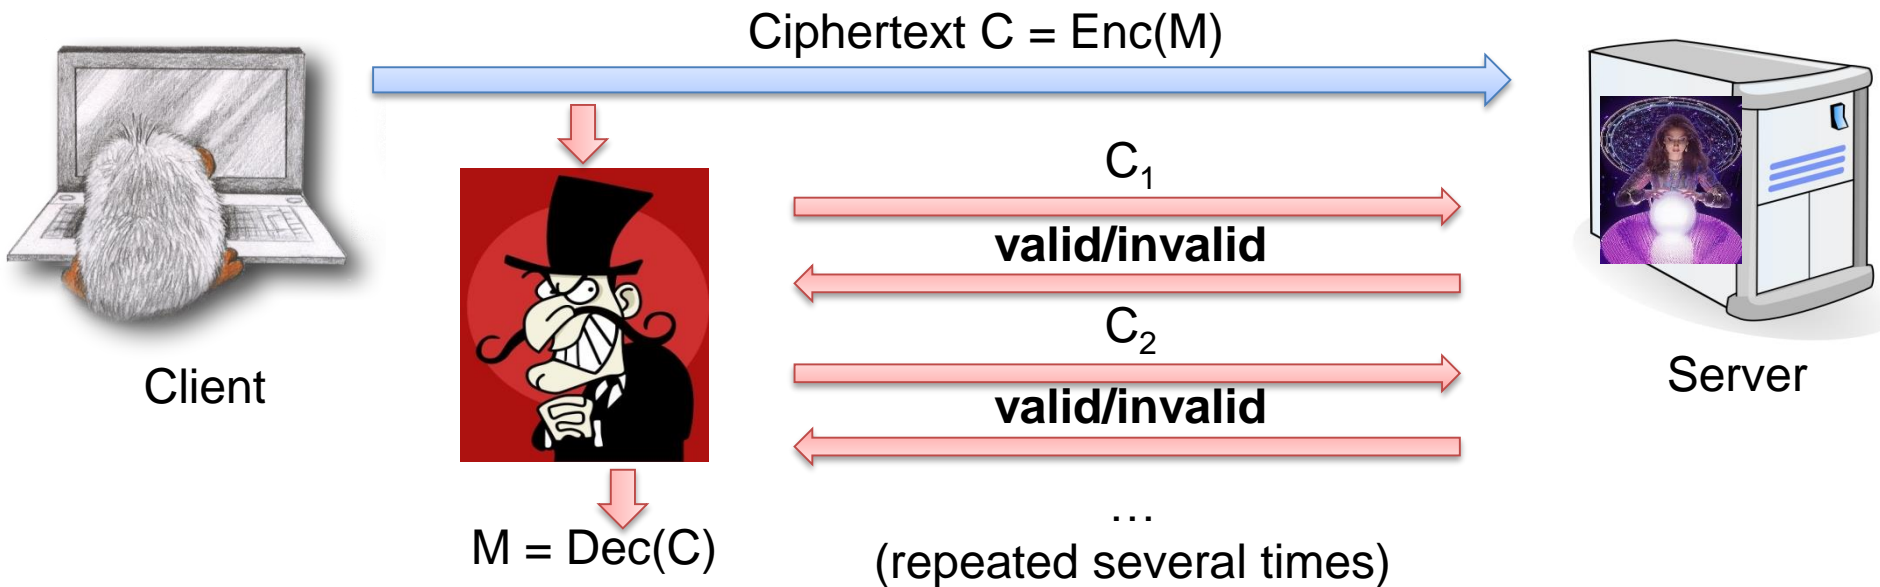 Ciphertext C = Enc(M)
C₁
valid/invalid
C₂
valid/invalid
Client
Server
…
M = Dec(C)
(repeated several times)